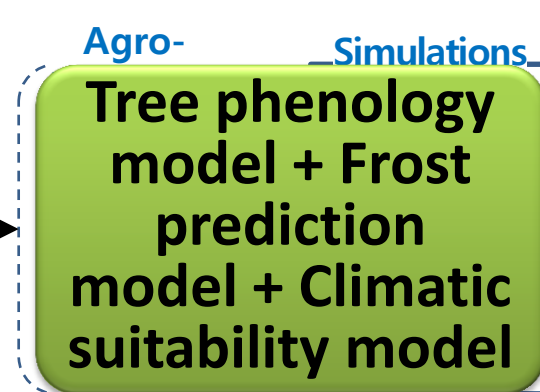 Agro-
Simulations
Tree phenology
model + Frost
prediction
model + Climatic
suitability model